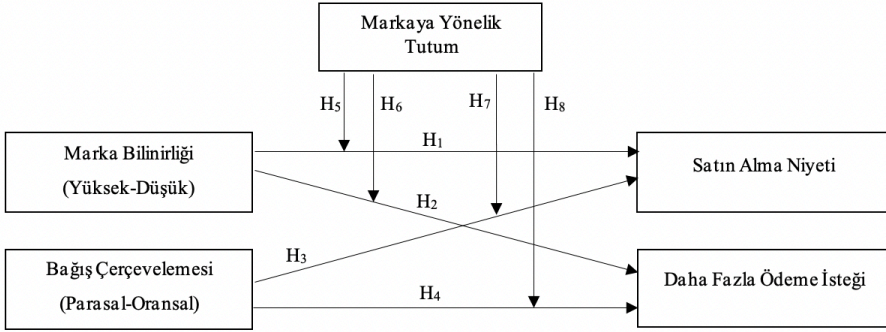 Markaya Yönelik
Tutum
H5
H6
H7
H8
Marka Bilinirliği
(Yüksek-Düşük)
H1
Satın Alma Niyeti
H2
H3
Bağış Çerçevelemesi
(Parasal-Oransal)
H4
Daha Fazla Ödeme İsteği